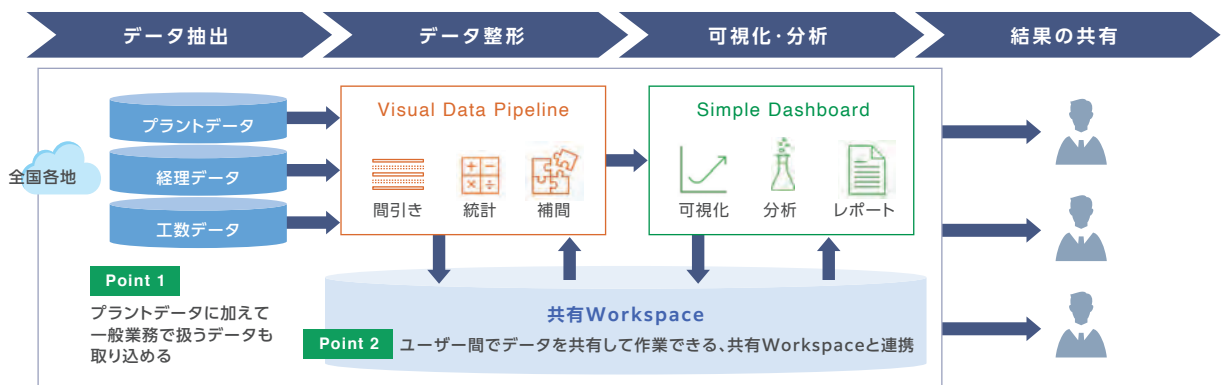 データ抽出
データ整形
可視化・分析
結果の共有
全国各地
プラントデータ
経理データ
工数データ
Visual Data Pipeline
間引き
統計
補間
Simple Dashboard
可視化
分析
レポート
Point 1
プラントデータに加えて
一般業務で扱うデータも
取り込める
共有Workspace
Point 2
ユーザー間でデータを共有して作業できる、共有Workspaceと連携